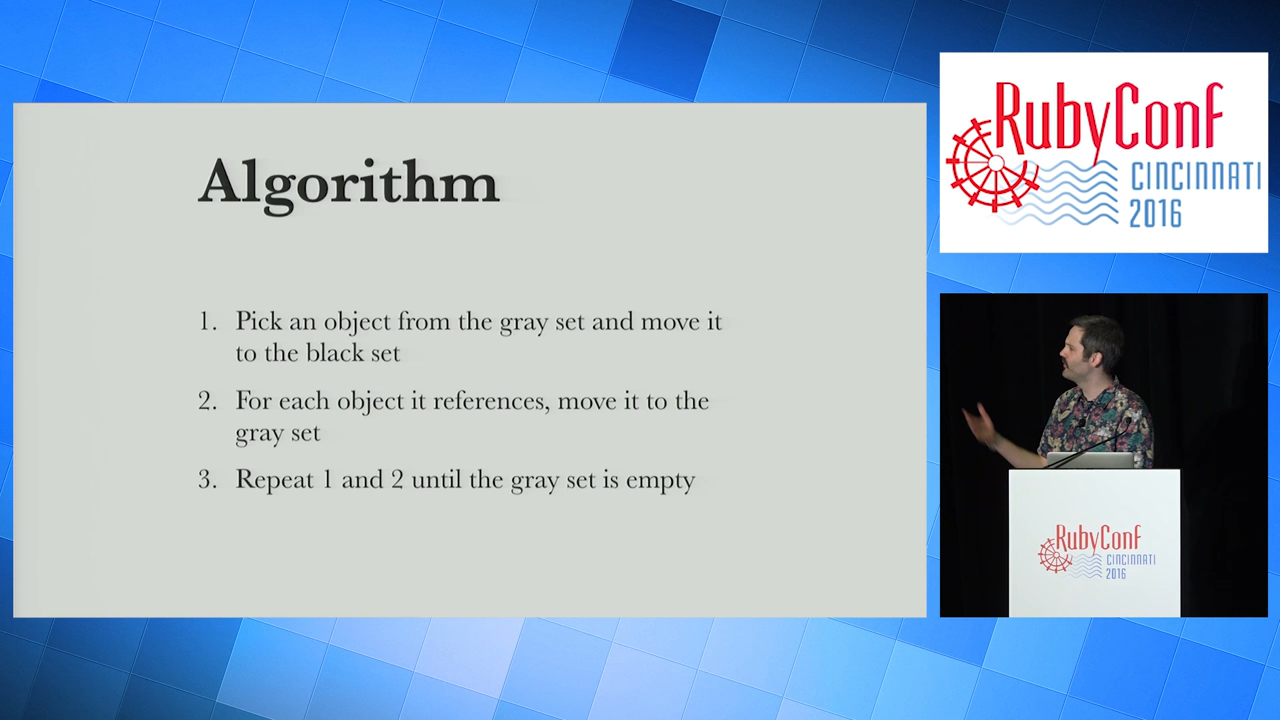 Algorithm
1. Pick an object from the gray set and move it
to the black set
2. For each object it references, move it to the
gray set
3. Repeat 1 and 2 until the gray set is empty
RubyConf
CINCINNATI
2016
RubyConf
CINCINNATI
2016